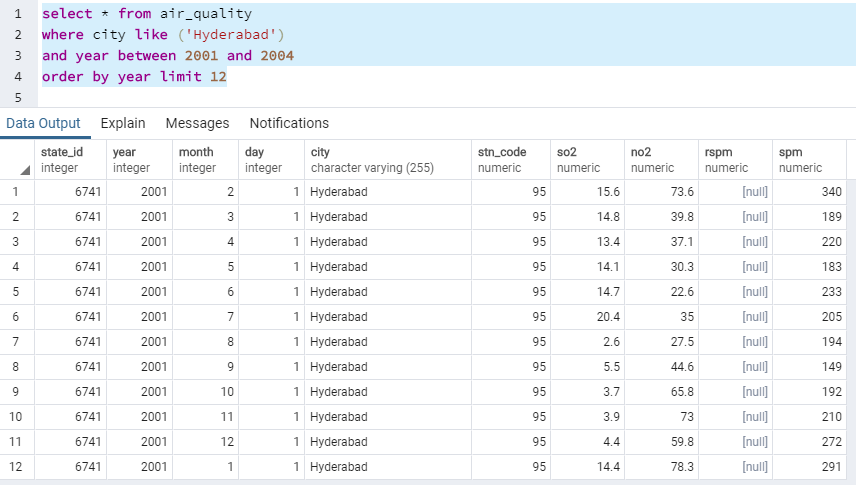 1 select * from air_quality
2 where city like ('Hyderabad')
3 and year between 2001 and 2004
4 order by year limit 12
5
Data Output Explain Messages Notifications
state_id year month day city stn_code so2 no2 rspm spm
integer integer integer integer character varying (255) numeric numeric numeric numeric numeric
1 6741 2001 2 1 Hyderabad 95 15.6 73.6 [null] 340
2 6741 2001 3 1 Hyderabad 95 14.8 39.8 [null] 189
3 6741 2001 4 1 Hyderabad 95 13.4 37.1 [null] 220
4 6741 2001 5 1 Hyderabad 95 14.1 30.3 [null] 183
5 6741 2001 6 1 Hyderabad 95 14.7 22.6 [null] 233
6 6741 2001 7 1 Hyderabad 95 20.4 35 [null] 205
7 6741 2001 8 1 Hyderabad 95 2.6 27.5 [null] 194
8 6741 2001 9 1 Hyderabad 95 5.5 44.6 [null] 149
9 6741 2001 10 1 Hyderabad 95 3.7 65.8 [null] 192
10 6741 2001 11 1 Hyderabad 95 3.9 73 [null] 210
11 6741 2001 12 1 Hyderabad 95 4.4 59.8 [null] 272
12 6741 2001 1 1 Hyderabad 95 14.4 78.3 [null] 291